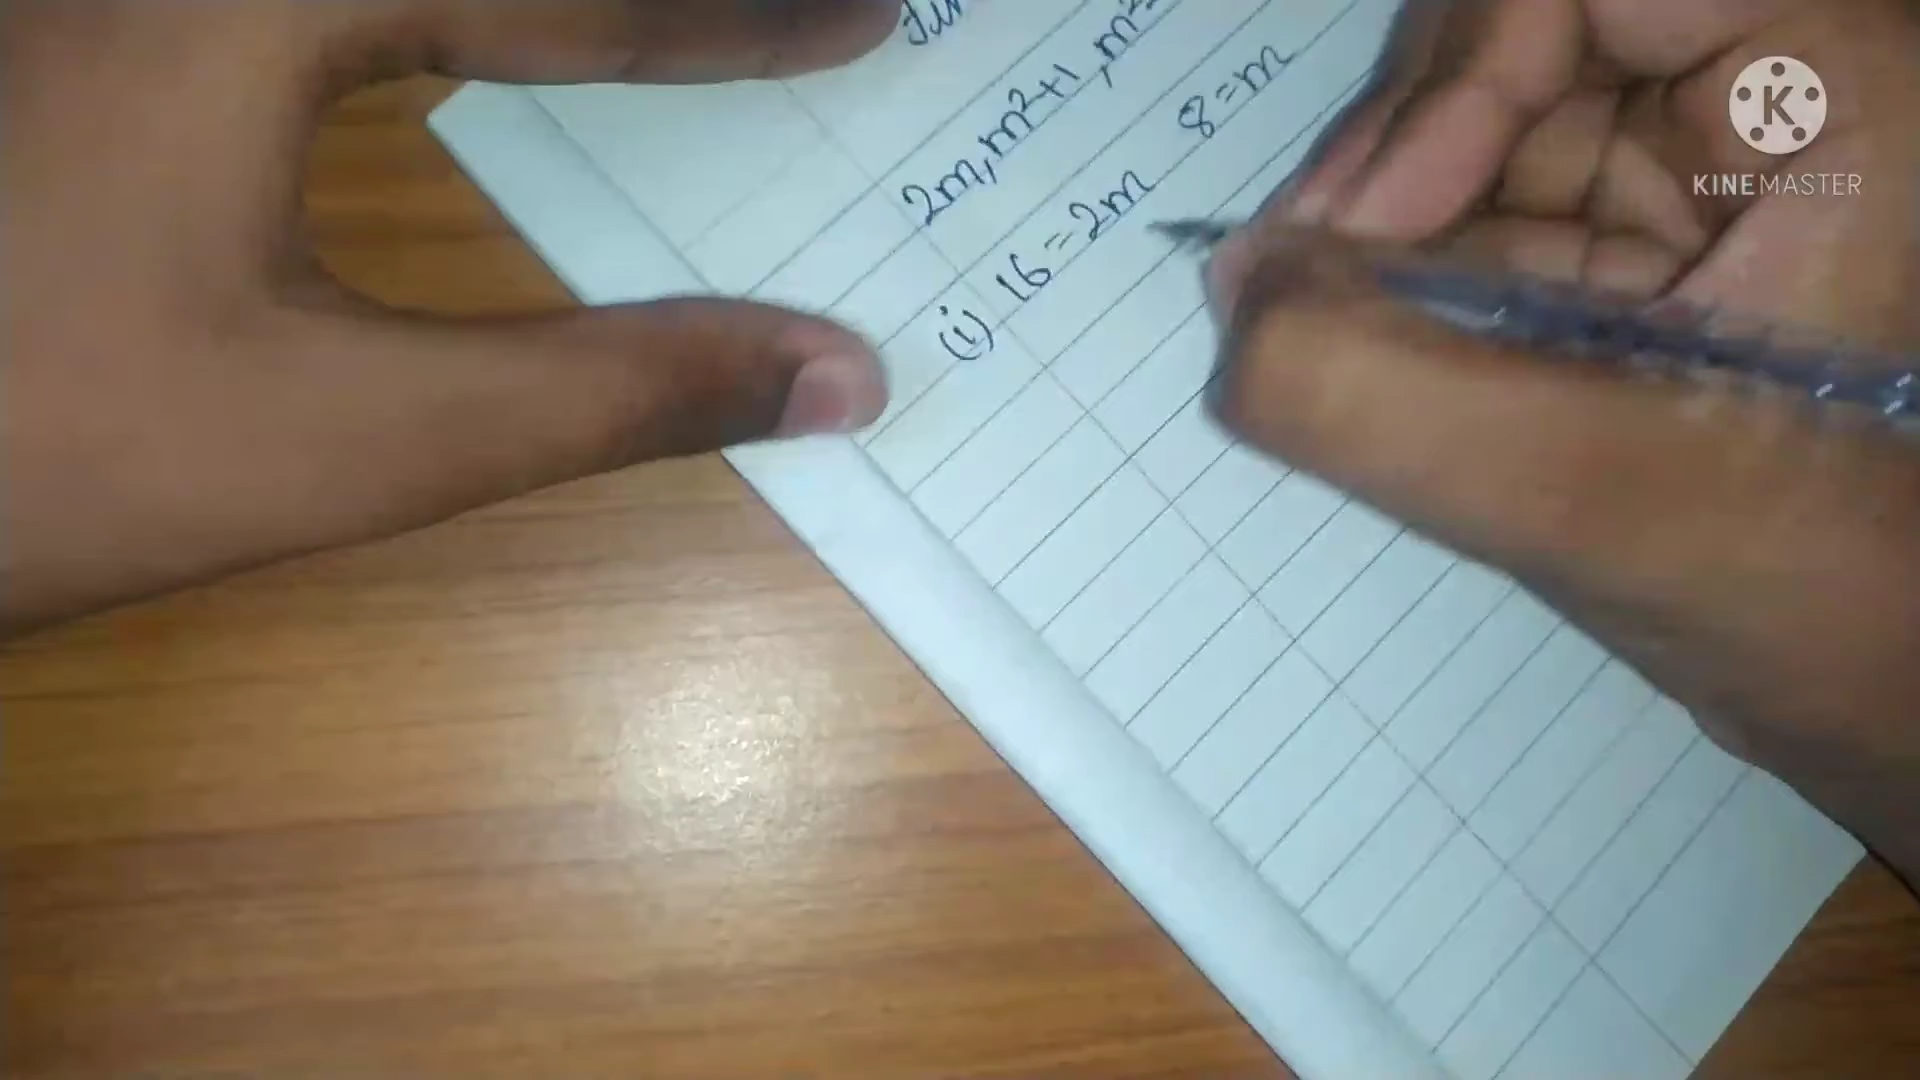 2m, m²+1, m²-
(i) 16 = 2m 8 = m
KINEMASTER